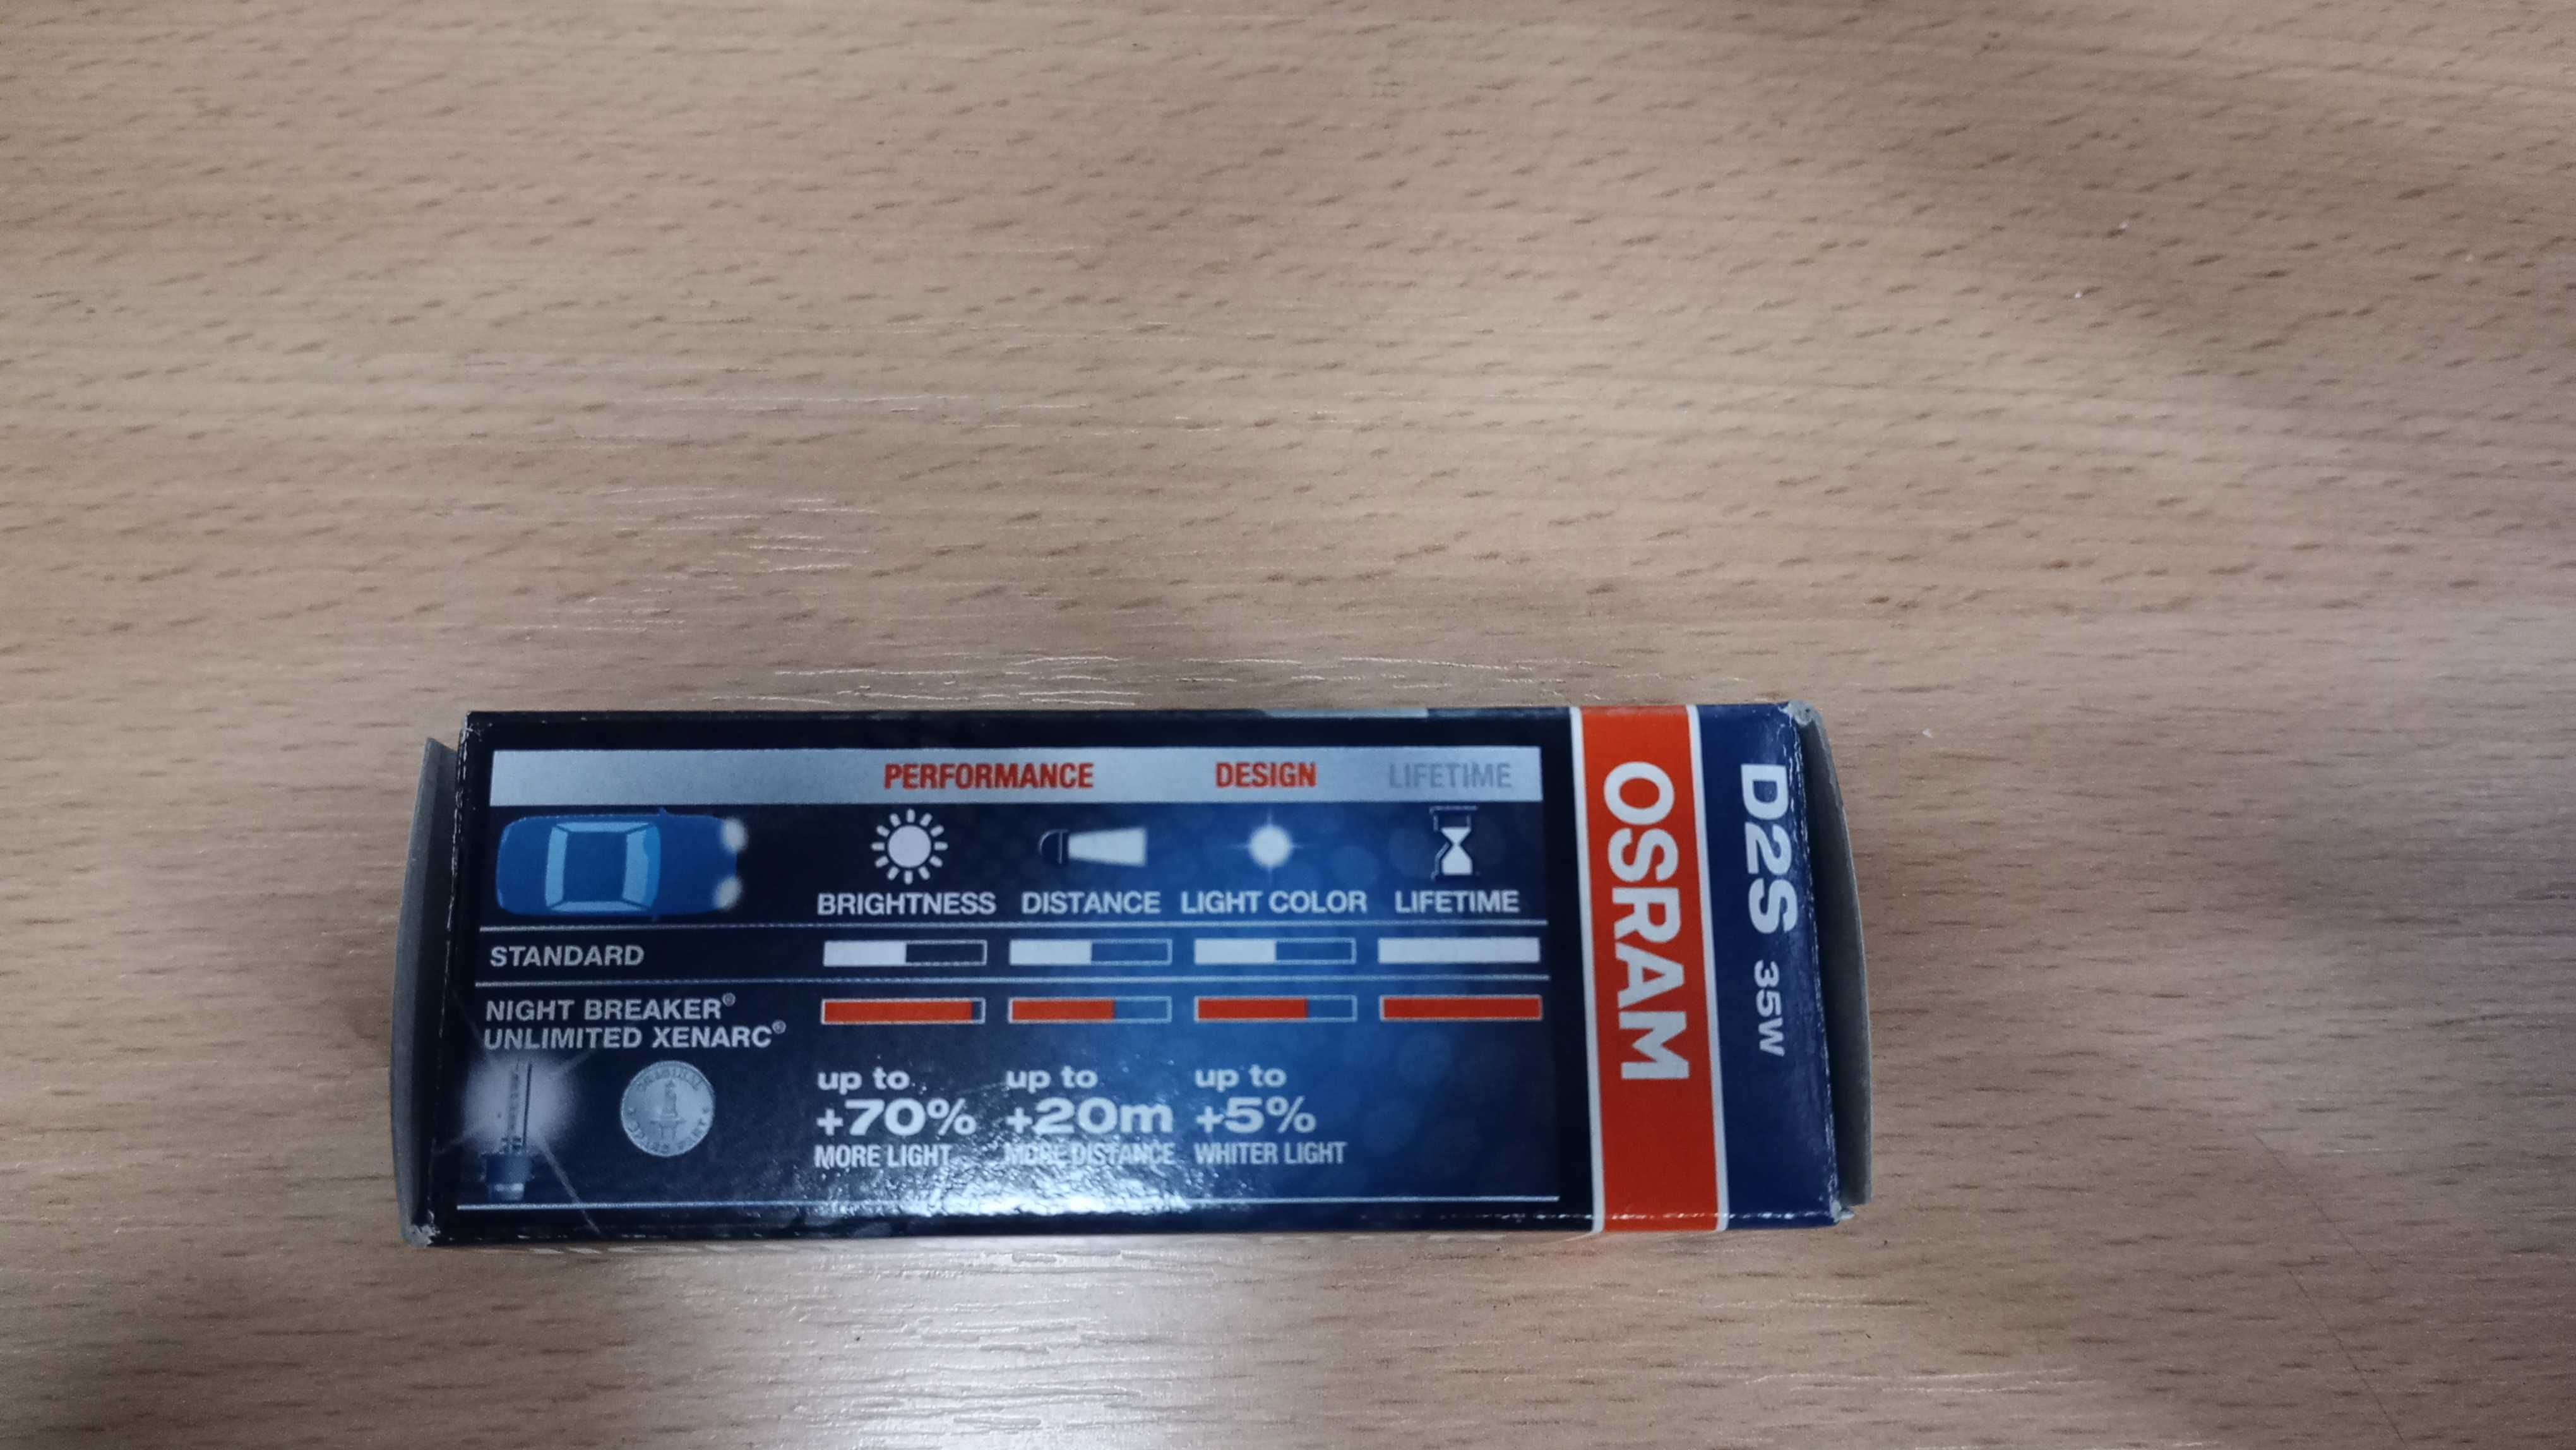 PERFORMANCE DESIGN LIFETIME
BRIGHTNESS DISTANCE LIGHT COLOR LIFETIME
STANDARD
NIGHT BREAKER®
UNLIMITED XENARC®
up to up to up to
+70% +20m +5%
MORE LIGHT MORE DISTANCE WHITER LIGHT
OSRAM
D2S 35W